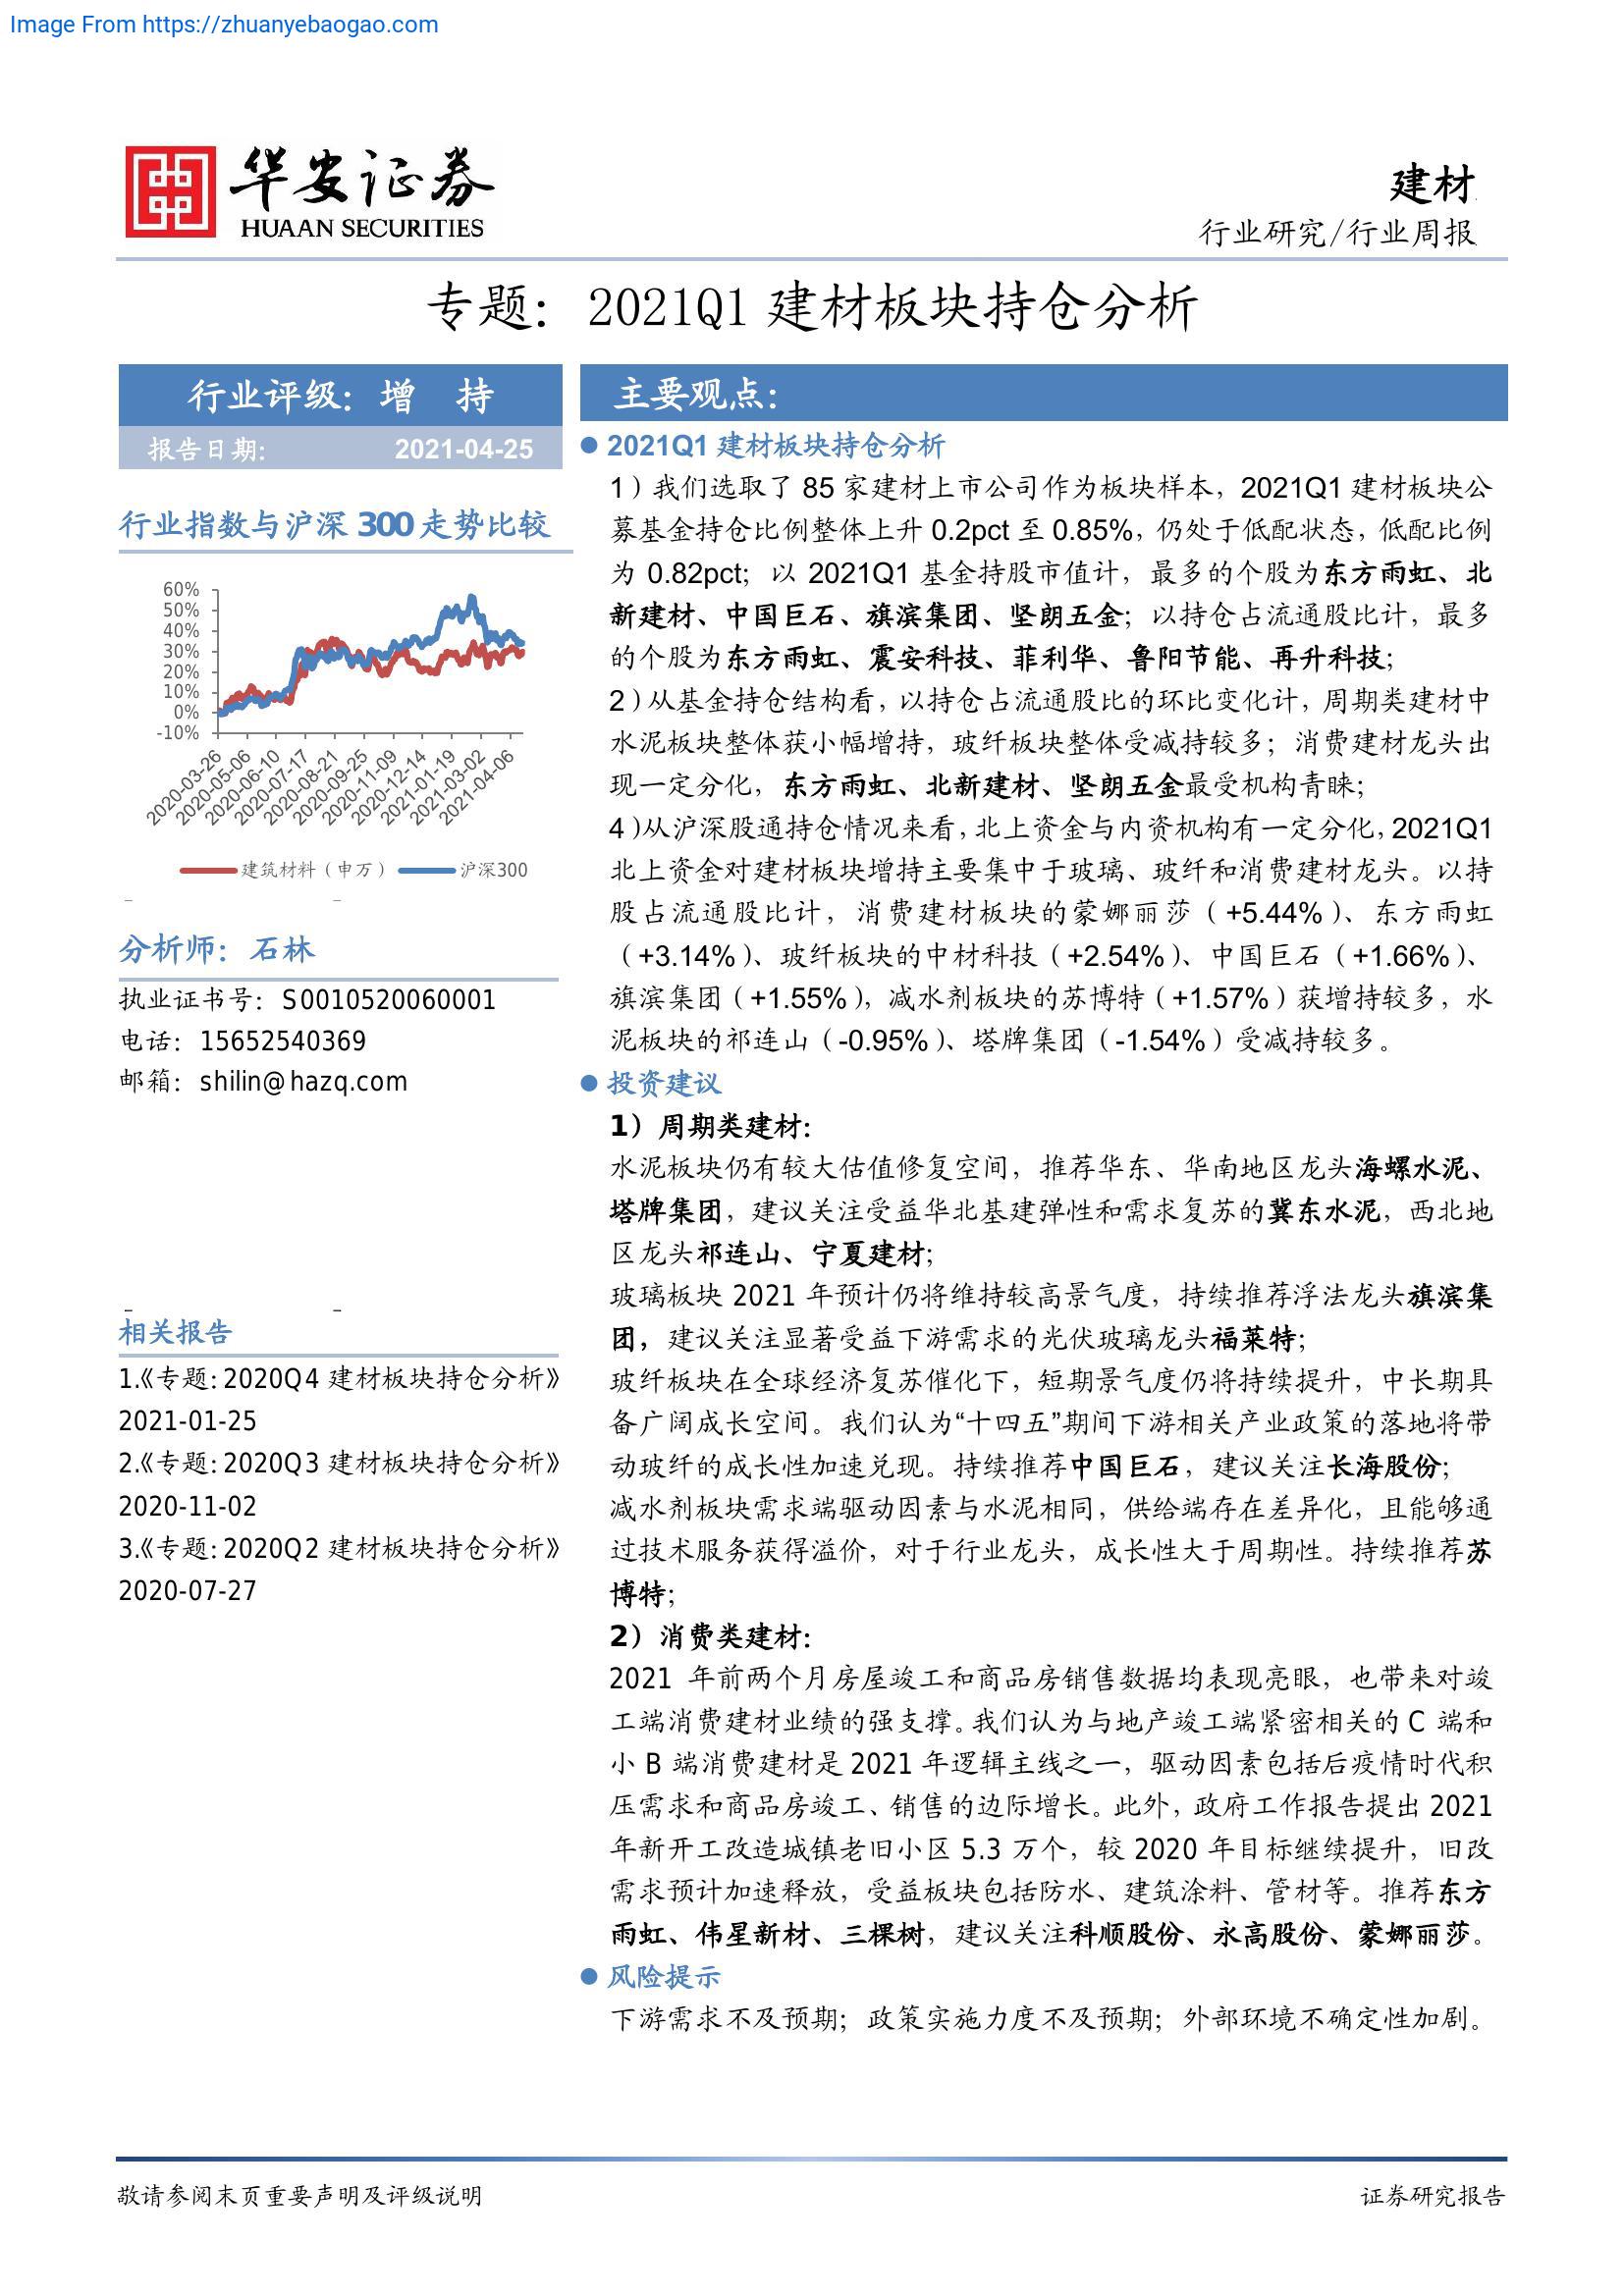 Image From https://zhuanyebaogao.com
华安证券
HUAAN SECURITIES
建材
行业研究/行业周报
专题：2021Q1 建材板块持仓分析
行业评级：增 持
报告日期： 2021-04-25
行业指数与沪深 300 走势比较
60%
50%
40%
30%
20%
10%
0%
-10%
2020-03-26
2020-05-06
2020-06-10
2020-07-17
2020-08-21
2020-09-25
2020-11-09
2020-12-14
2021-01-19
2021-03-02
2021-04-06
建筑材料（申万） 沪深300
分析师：石林
执业证书号：S0010520060001
电话：15652540369
邮箱：shilin@hazq.com
相关报告
1.《专题：2020Q4 建材板块持仓分析》
2021-01-25
2.《专题：2020Q3 建材板块持仓分析》
2020-11-02
3.《专题：2020Q2 建材板块持仓分析》
2020-07-27
主要观点：
2021Q1 建材板块持仓分析
1）我们选取了 85 家建材上市公司作为板块样本，2021Q1 建材板块公
募基金持仓比例整体上升 0.2pct 至 0.85%，仍处于低配状态，低配比例
为 0.82pct；以 2021Q1 基金持股市值计，最多的个股为东方雨虹、北
新建材、中国巨石、旗滨集团、坚朗五金；以持仓占流通股比计，最多
的个股为东方雨虹、震安科技、菲利华、鲁阳节能、再升科技；
2）从基金持仓结构看，以持仓占流通股比的环比变化计，周期类建材中
水泥板块整体获小幅增持，玻纤板块整体受减持较多；消费建材龙头出
现一定分化，东方雨虹、北新建材、坚朗五金最受机构青睐；
4）从沪深股通持仓情况来看，北上资金与内资机构有一定分化，2021Q1
北上资金对建材板块增持主要集中于玻璃、玻纤和消费建材龙头。以持
股占流通股比计，消费建材板块的蒙娜丽莎（+5.44%）、东方雨虹
（+3.14%）、玻纤板块的中材科技（+2.54%）、中国巨石（+1.66%）、
旗滨集团（+1.55%），减水剂板块的苏博特（+1.57%）获增持较多，水
泥板块的祁连山（-0.95%）、塔牌集团（-1.54%）受减持较多。
投资建议
1）周期类建材：
水泥板块仍有较大估值修复空间，推荐华东、华南地区龙头海螺水泥、
塔牌集团，建议关注受益华北基建弹性和需求复苏的冀东水泥，西北地
区龙头祁连山、宁夏建材；
玻璃板块 2021 年预计仍将维持较高景气度，持续推荐浮法龙头旗滨集
团，建议关注显著受益下游需求的光伏玻璃龙头福莱特；
玻纤板块在全球经济复苏催化下，短期景气度仍将持续提升，中长期具
备广阔成长空间。我们认为“十四五”期间下游相关产业政策的落地将带
动玻纤的成长性加速兑现。持续推荐中国巨石，建议关注长海股份；
减水剂板块需求端驱动因素与水泥相同，供给端存在差异化，且能够通
过技术服务获得溢价，对于行业龙头，成长性大于周期性。持续推荐苏
博特；
2）消费类建材：
2021 年前两个月房屋竣工和商品房销售数据均表现亮眼，也带来对竣
工端消费建材业绩的强支撑。我们认为与地产竣工端紧密相关的 C 端和
小 B 端消费建材是 2021 年逻辑主线之一，驱动因素包括后疫情时代积
压需求和商品房竣工、销售的边际增长。此外，政府工作报告提出 2021
年新开工改造城镇老旧小区 5.3 万个，较 2020 年目标继续提升，旧改
需求预计加速释放，受益板块包括防水、建筑涂料、管材等。推荐东方
雨虹、伟星新材、三棵树，建议关注科顺股份、永高股份、蒙娜丽莎。
风险提示
下游需求不及预期；政策实施力度不及预期；外部环境不确定性加剧。
敬请参阅末页重要声明及评级说明
证券研究报告